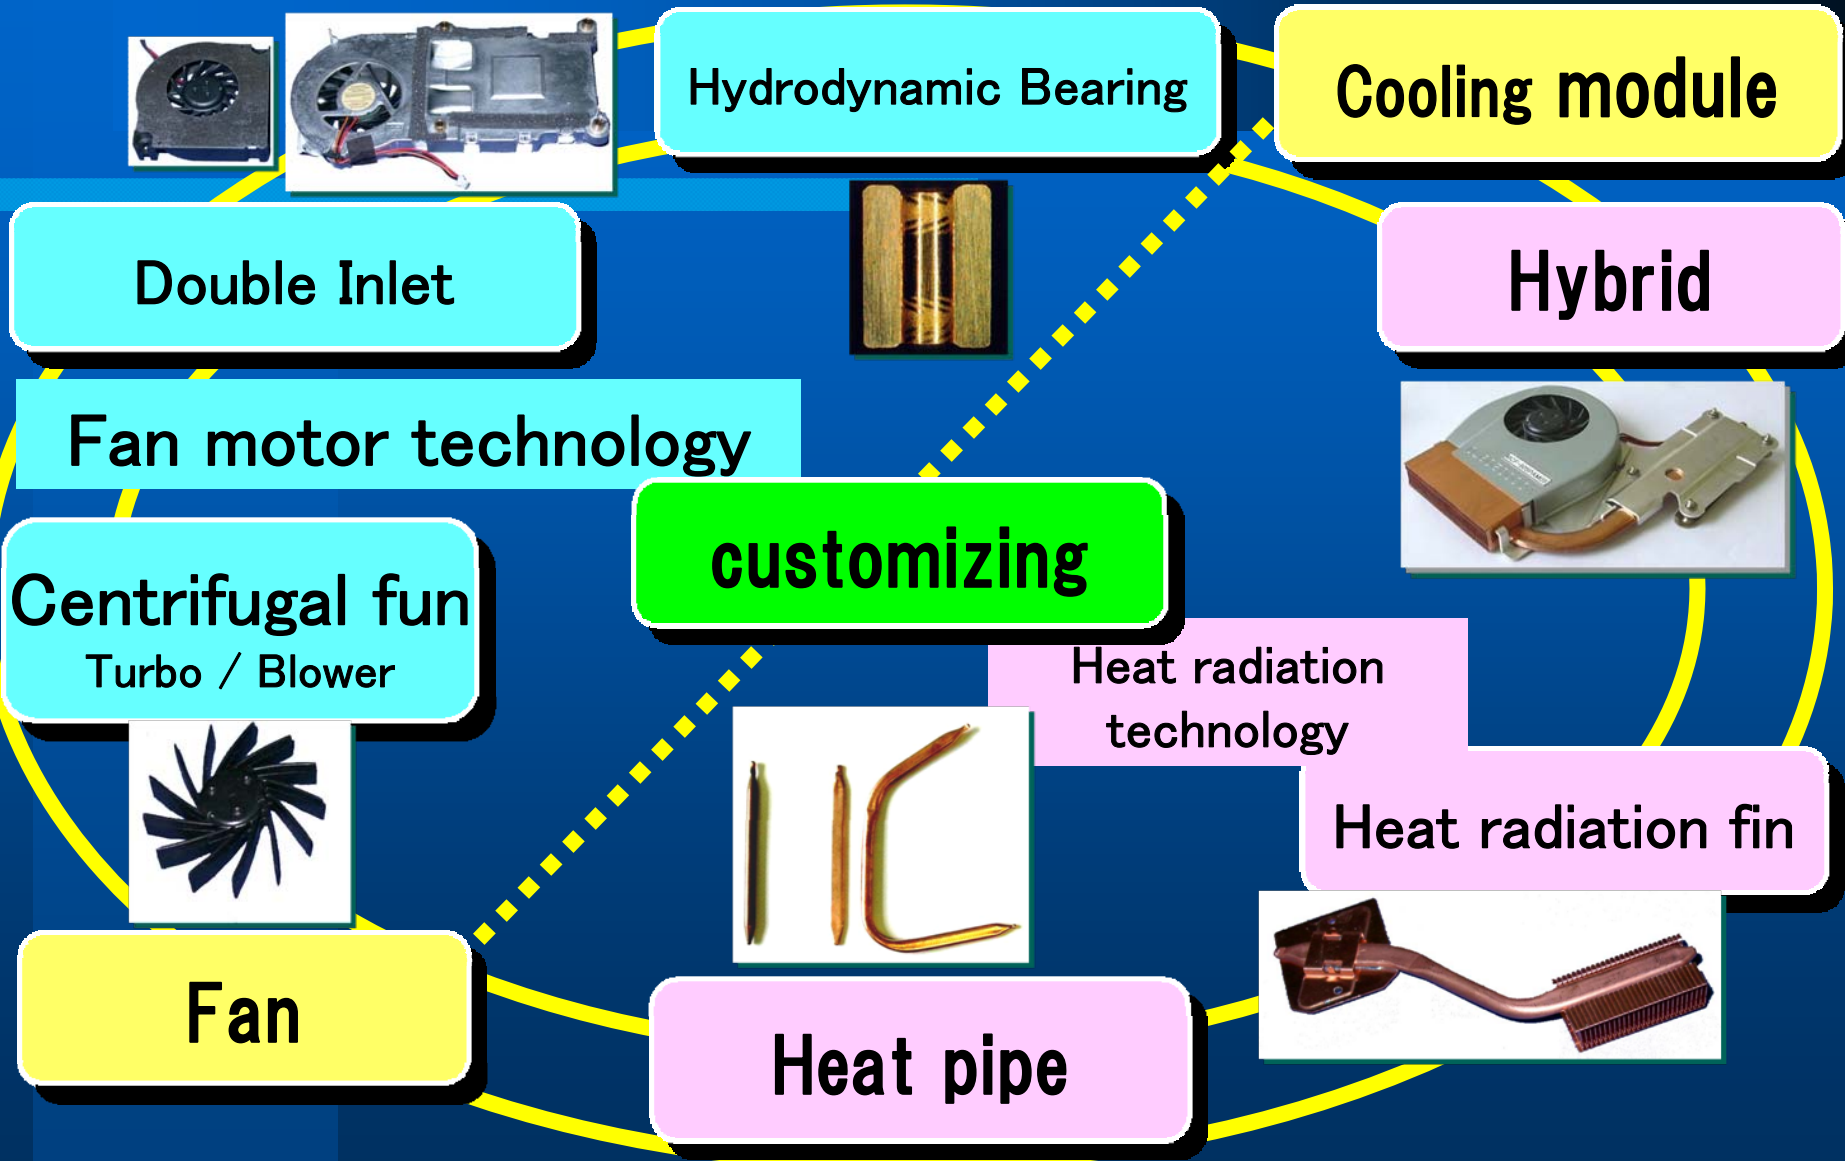 Hydrodynamic Bearing
Cooling module
Double Inlet
Hybrid
Fan motor technology
customizing
Centrifugal fun
Turbo / Blower
Heat radiation
technology
Heat radiation fin
Fan
Heat pipe